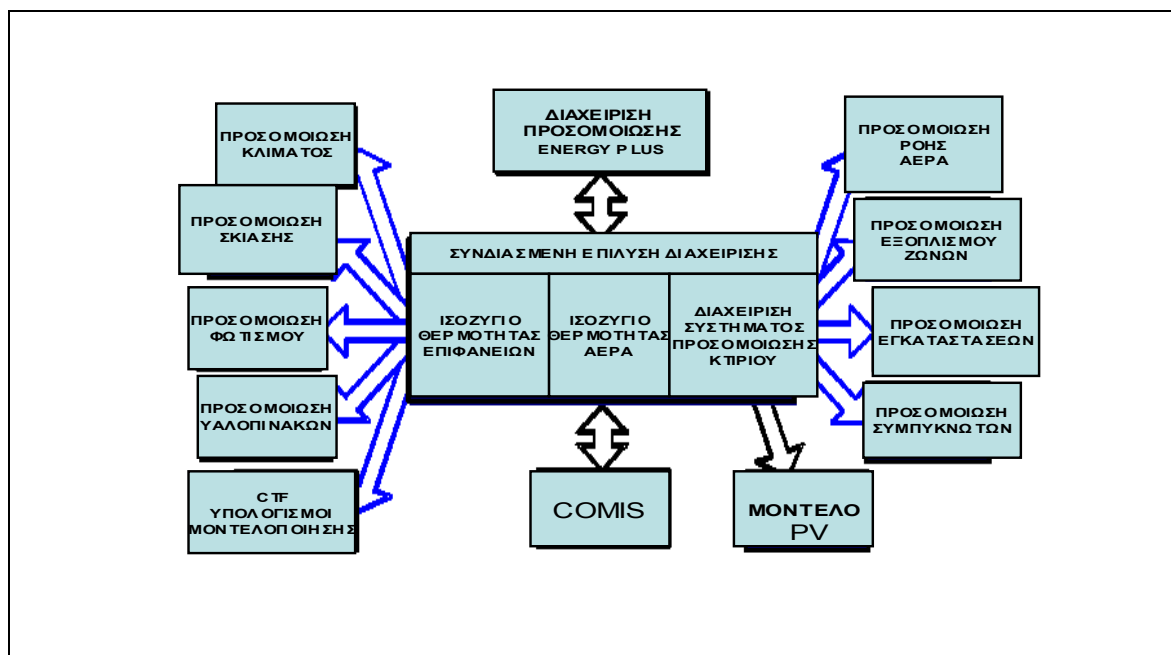 ΠΡΟΣΟΜΟΙΩΣΗ
ΚΛΙΜΑΤΟΣ
ΠΡΟΣΟΜΟΙΩΣΗ
ΣΚΙΑΣΗΣ
ΠΡΟΣΟΜΟΙΩΣΗ
ΦΩΤΙΣΜΟΥ
ΠΡΟΣΟΜΟΙΩΣΗ
ΥΑΛΟΠΙΝΑΚΩΝ
CTF
ΥΠΟΛΟΓΙΣΜΟΙ
ΜΟΝΤΕΛΟΠΟΙΗΣΗΣ
ΔΙΑΧΕΙΡΙΣΗ
ΠΡΟΣΟΜΟΙΩΣΗΣ
ENERGY PLUS
ΣΥΝΔΙΑΣΜΕΝΗ ΕΠΙΛΥΣΗ ΔΙΑΧΕΙΡΙΣΗΣ
ΙΣΟΖΥΓΙΟ
ΘΕΡΜΟΤΗΤΑΣ
ΕΠΙΦΑΝΕΙΩΝ
ΙΣΟΖΥΓΙΟ
ΘΕΡΜΟΤΗΤΑΣ
ΑΕΡΑ
ΔΙΑΧΕΙΡΙΣΗ
ΣΥΣΤΗΜΑΤΟΣ
ΠΡΟΣΟΜΟΙΩΣΗΣ
ΚΤΙΡΙΟΥ
COMIS
ΜΟΝΤΕΛΟ
PV
ΠΡΟΣΟΜΟΙΩΣΗ
ΡΟΗΣ
ΑΕΡΑ
ΠΡΟΣΟΜΟΙΩΣΗ
ΕΞΟΠΛΙΣΜΟΥ
ΖΩΝΩΝ
ΠΡΟΣΟΜΟΙΩΣΗ
ΕΓΚΑΤΑΣΤΑΣΕΩΝ
ΠΡΟΣΟΜΟΙΩΣΗ
ΣΥΜΠΥΚΝΩΤΩΝ